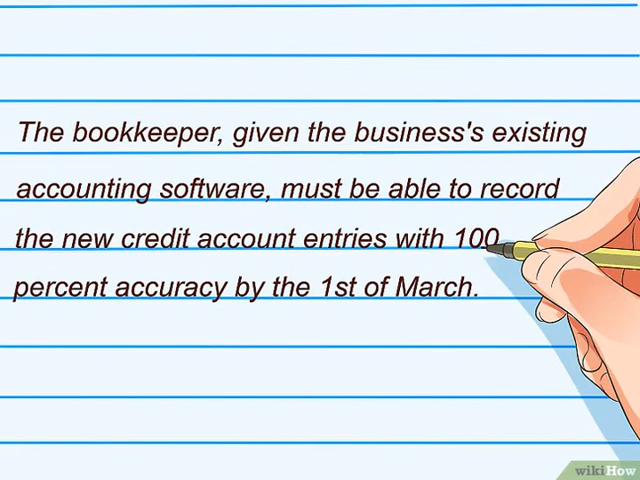 The bookkeeper, given the business's existing
accounting software, must be able to record
the new credit account entries with 100
percent accuracy by the 1st of March.
wikiHow